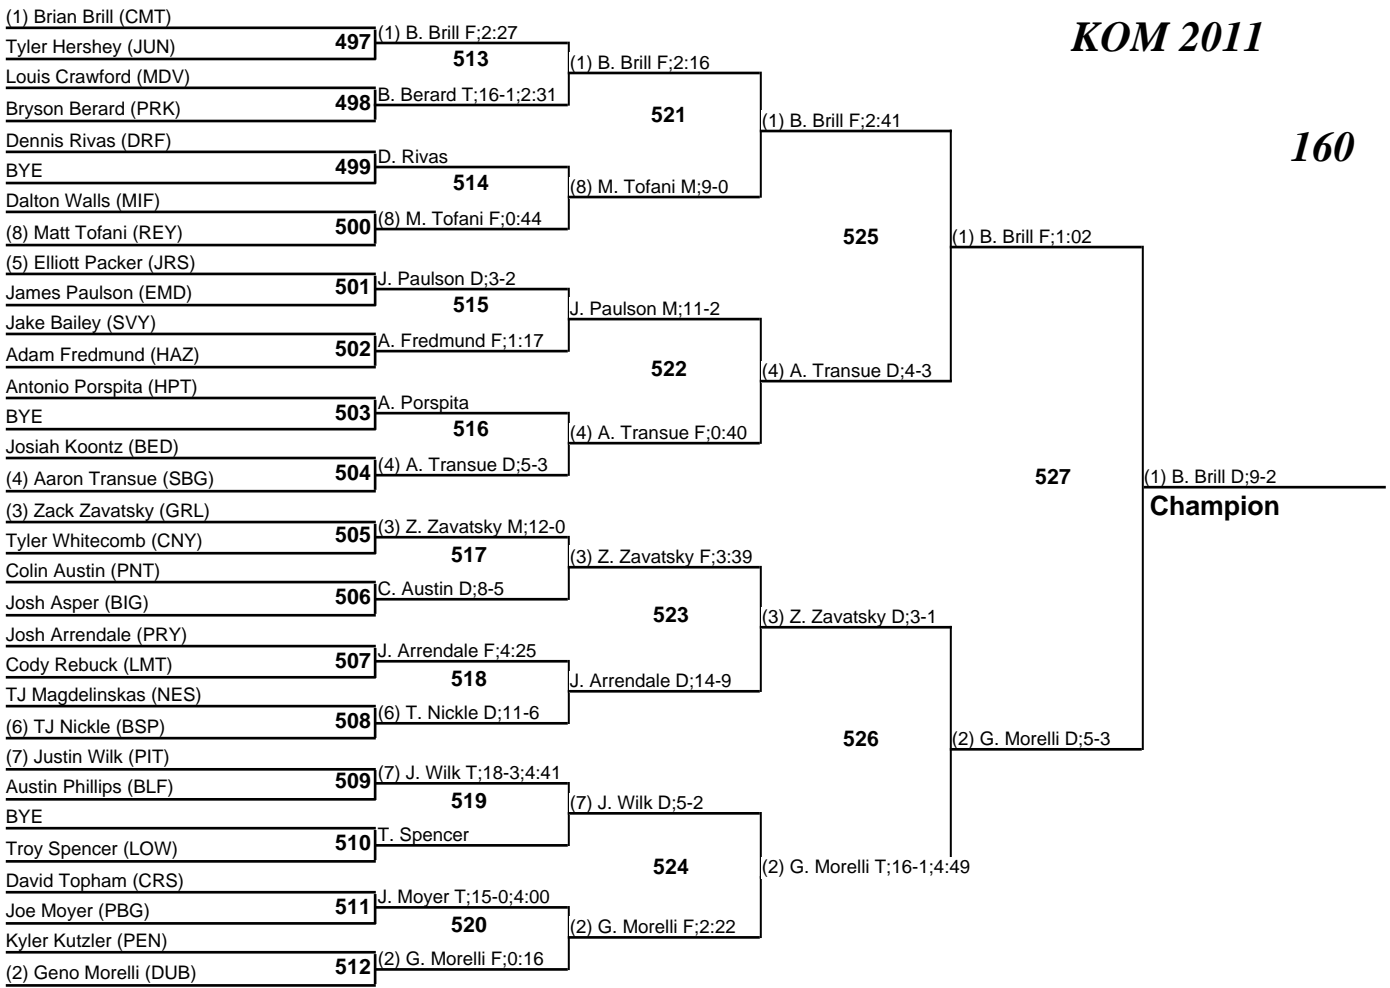 KOM 2011
160
(1) Brian Brill (CMT)
Tyler Hershey (JUN)
Louis Crawford (MDV)
Bryson Berard (PRK)
Dennis Rivas (DRF)
BYE
Dalton Walls (MIF)
(8) Matt Tofani (REY)
(5) Elliott Packer (JRS)
James Paulson (EMD)
Jake Bailey (SVY)
Adam Fredmund (HAZ)
Antonio Porspita (HPT)
BYE
Josiah Koontz (BED)
(4) Aaron Transue (SBG)
(3) Zack Zavatsky (GRL)
Tyler Whitecomb (CNY)
Colin Austin (PNT)
Josh Asper (BIG)
Josh Arrendale (PRY)
Cody Rebuck (LMT)
TJ Magdelinskas (NES)
(6) TJ Nickle (BSP)
(7) Justin Wilk (PIT)
Austin Phillips (BLF)
BYE
Troy Spencer (LOW)
David Topham (CRS)
Joe Moyer (PBG)
Kyler Kutzler (PEN)
(2) Geno Morelli (DUB)
497
498
499
500
501
502
503
504
505
506
507
508
509
510
511
512
(1) B. Brill F;2:27
B. Berard T;16-1;2:31
D. Rivas
(8) M. Tofani F;0:44
J. Paulson D;3-2
A. Fredmund F;1:17
A. Porspita
(4) A. Transue D;5-3
(3) Z. Zavatsky M;12-0
C. Austin D;8-5
J. Arrendale F;4:25
(6) T. Nickle D;11-6
(7) J. Wilk T;18-3;4:41
T. Spencer
J. Moyer T;15-0;4:00
(2) G. Morelli F;0:16
513
514
515
516
517
518
519
520
(1) B. Brill F;2:16
(8) M. Tofani M;9-0
J. Paulson M;11-2
(4) A. Transue F;0:40
(3) Z. Zavatsky F;3:39
J. Arrendale D;14-9
(7) J. Wilk D;5-2
(2) G. Morelli F;2:22
521
522
523
524
(1) B. Brill F;2:41
(4) A. Transue D;4-3
(3) Z. Zavatsky D;3-1
(2) G. Morelli T;16-1;4:49
525
526
(1) B. Brill F;1:02
(2) G. Morelli D;5-3
527
(1) B. Brill D;9-2
Champion